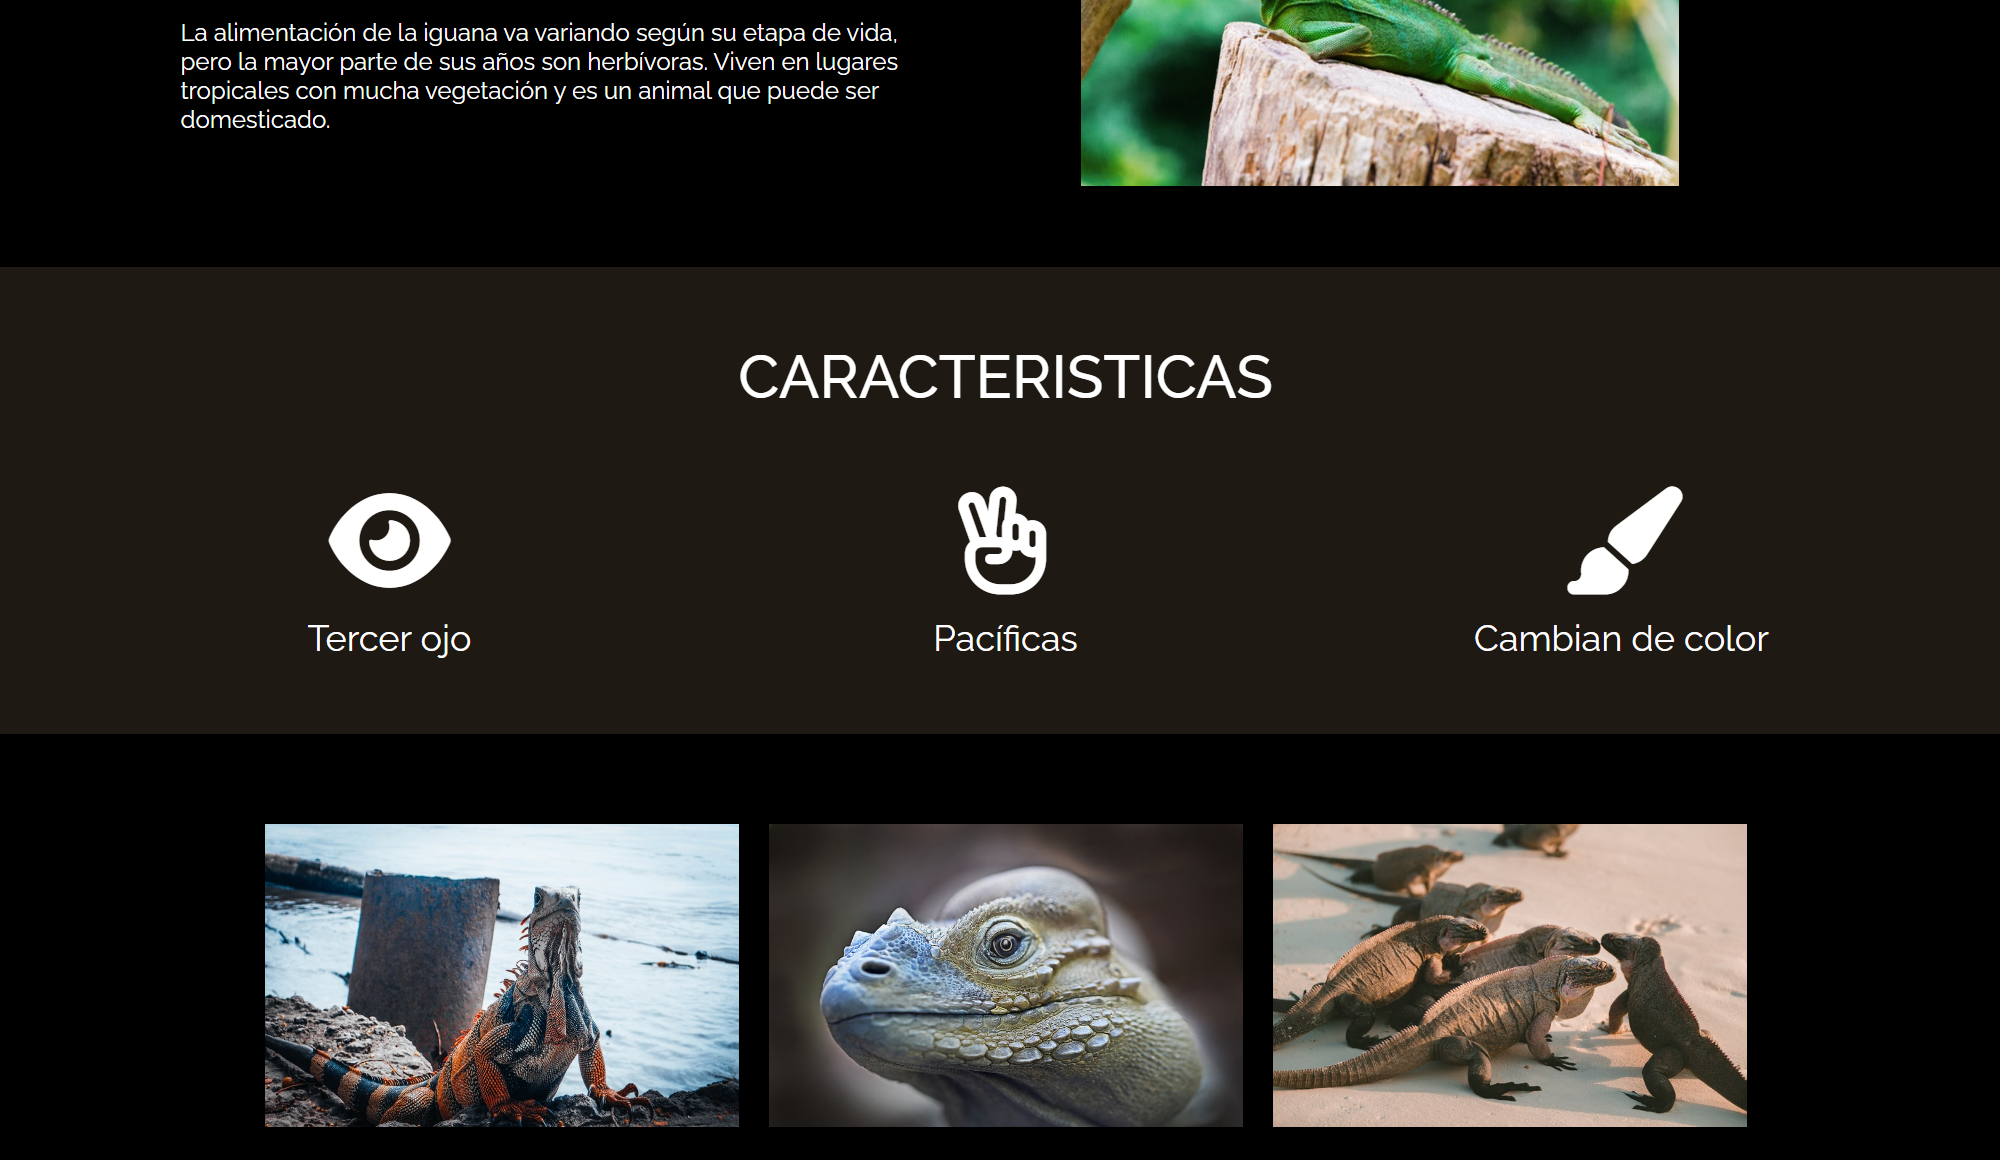 La alimentación de la iguana va variando según su etapa de vida,
pero la mayor parte de sus años son herbívoras. Viven en lugares
tropicales con mucha vegetación y es un animal que puede ser
domesticado.
CARACTERISTICAS
Tercer ojo
Pacíficas
Cambian de color